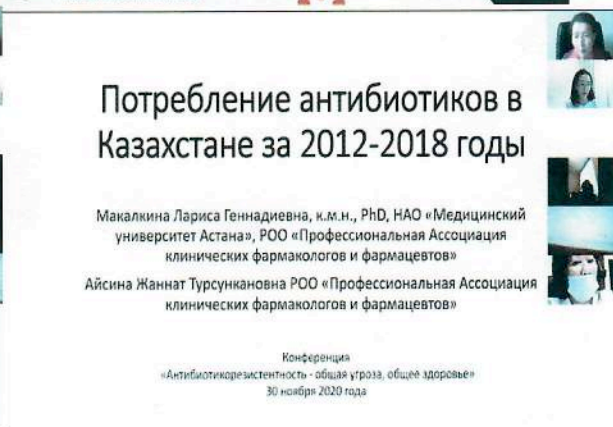 Потребление антибиотиков в
Казахстане за 2012-2018 годы
Макалкина Лариса Геннадиевна, к.м.н., PhD, НАО «Медицинский
университет Астана», РОО «Профессиональная Ассоциация
клинических фармакологов и фармацевтов»
Айсина Жаннат Турсункановна РОО «Профессиональная Ассоциация
клинических фармакологов и фармацевтов»
Конференция
«Антибиотикорезистентность - общая угроза, общее здоровье»
30 ноября 2020 года